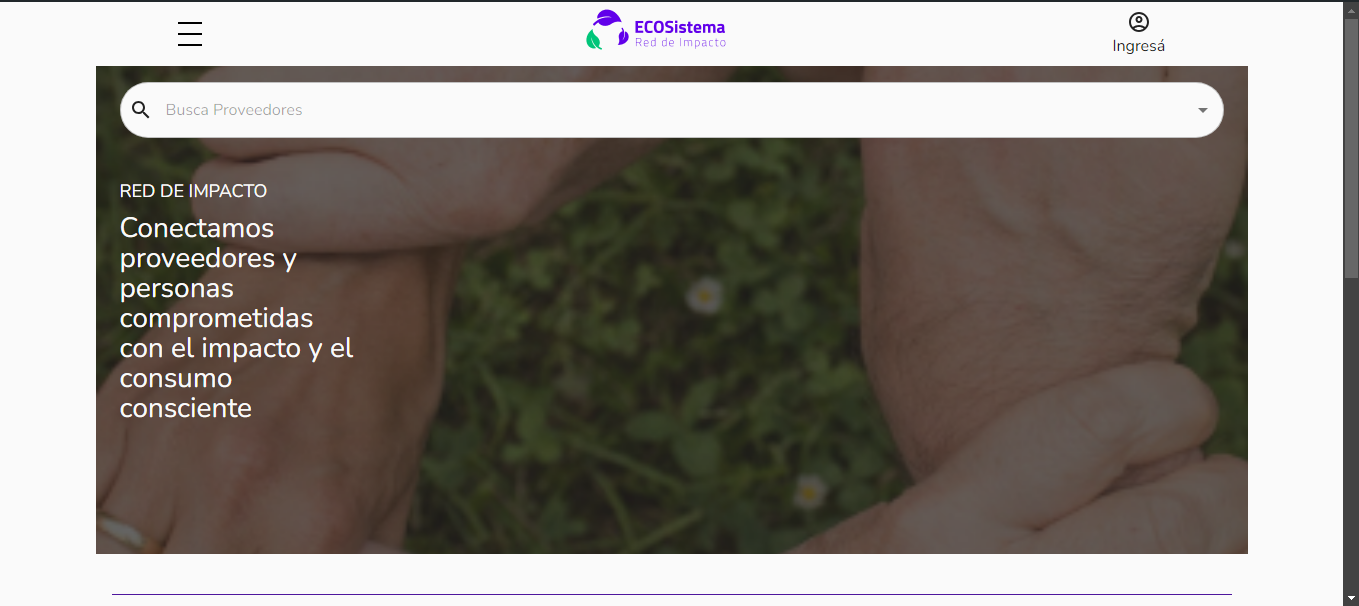 ECOSistema
Red de Impacto
Ingresá
Busca Proveedores
RED DE IMPACTO
Conectamos
proveedores y
personas
comprometidas
con el impacto y el
consumo
consciente